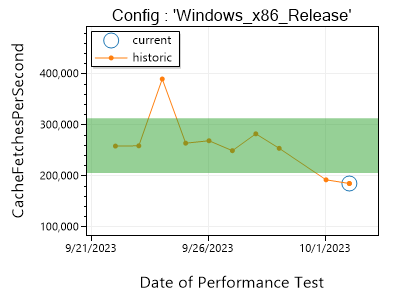 Config : 'Windows_x86_Release'
current
historic
CacheFetchesPerSecond
400,000
300,000
200,000
100,000
9/21/2023
9/26/2023
10/1/2023
Date of Performance Test